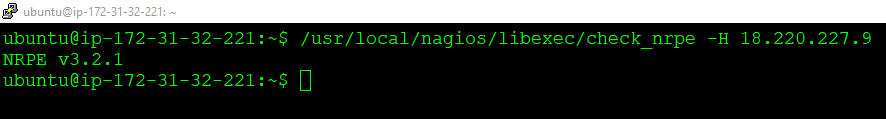 ubuntu@ip-172-31-32-221: ~
ubuntu@ip-172-31-32-221:~$ /usr/local/nagios/libexec/check_nrpe -H 18.220.227.9
NRPE v3.2.1
ubuntu@ip-172-31-32-221:~$